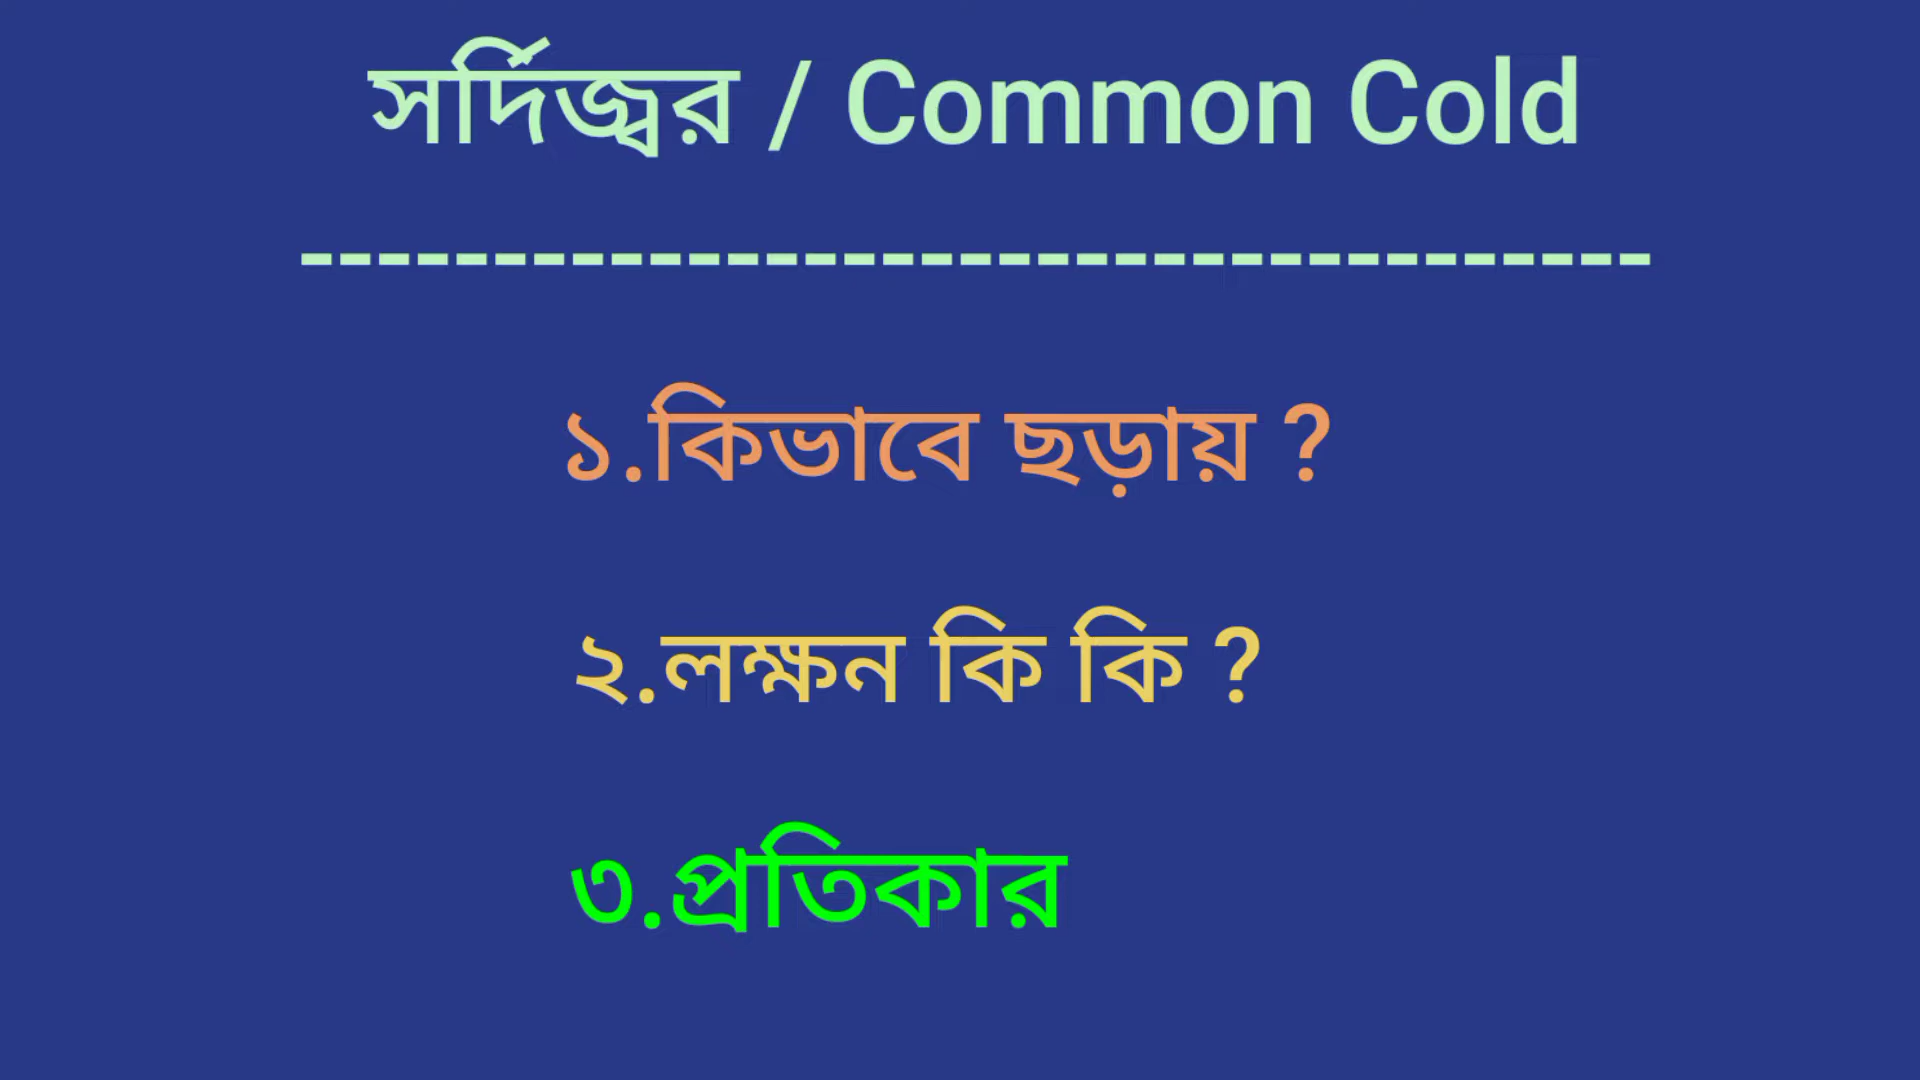 সর্দিজ্বর / Common Cold
-----------------------------------
১.কিভাবে ছড়ায় ?
২.লক্ষন কি কি ?
৩.প্রতিকার